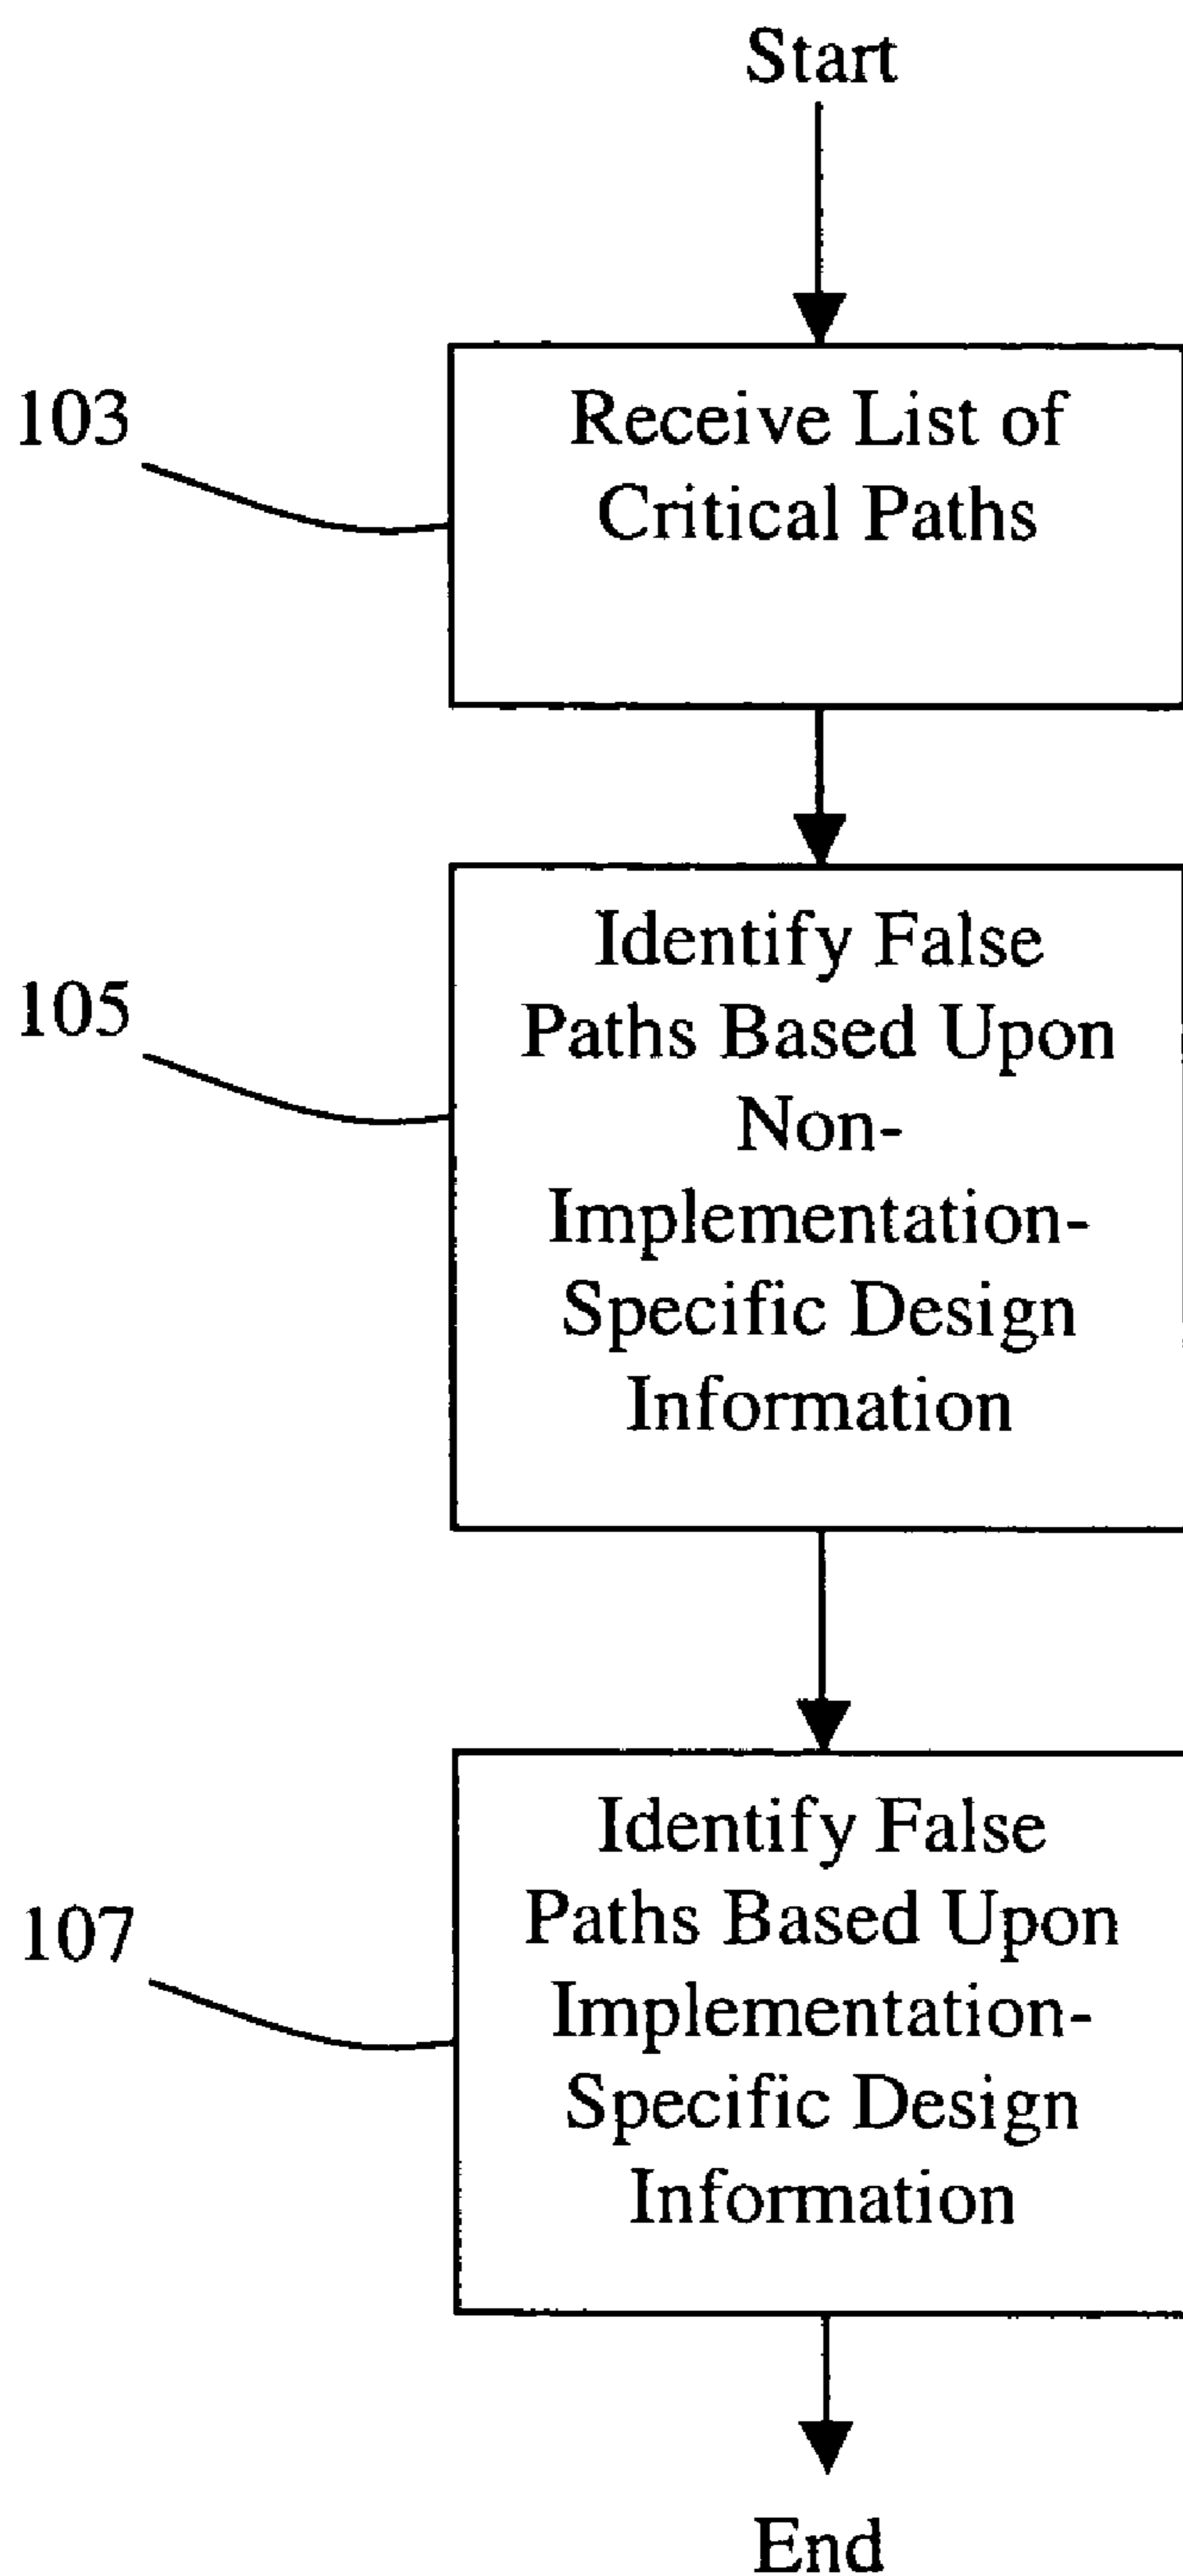 Start
103
Receive List of
Critical Paths
105
Identify False
Paths Based Upon
Non-
Implementation-
Specific Design
Information
107
Identify False
Paths Based Upon
Implementation-
Specific Design
Information
End